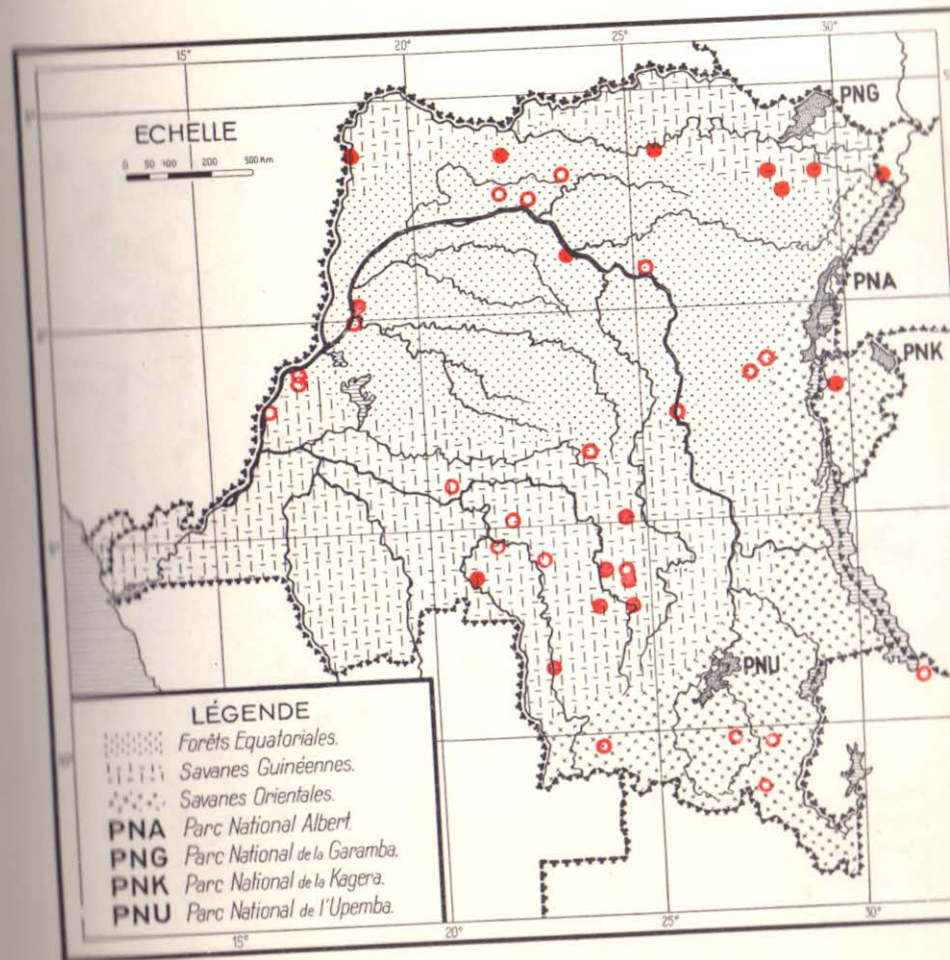 15° 20° 25° 30°
PNG
ECHELLE
0 50 100 200 500 Km
PNA
PNK
PNU
LÉGENDE
Forêts Equatoriales.
Savanes Guinéennes.
Savanes Orientales.
PNA Parc National Albert.
PNG Parc National de la Garamba.
PNK Parc National de la Kagera.
PNU Parc National de l'Upemba.
15° 20° 25° 30°